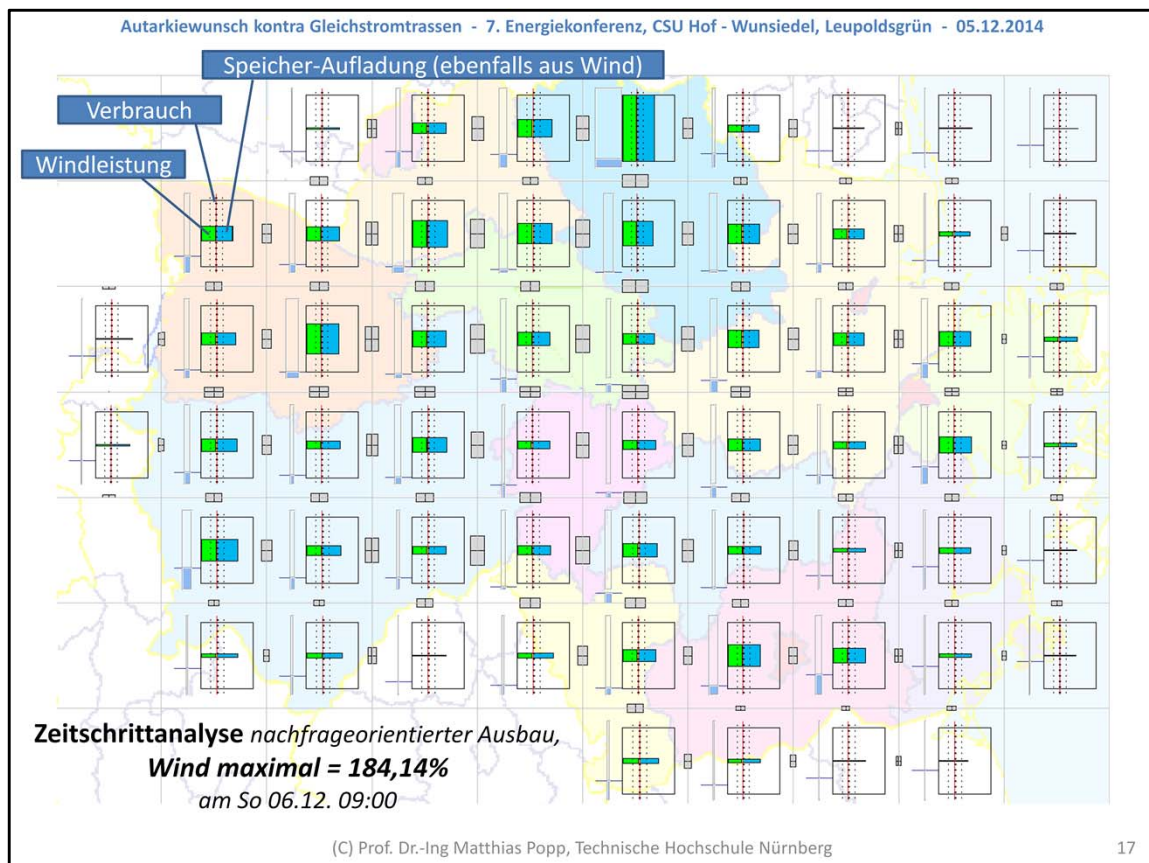 Autarkiewunsch kontra Gleichstromtrassen - 7. Energiekonferenz, CSU Hof - Wunsiedel, Leupoldsgrün - 05.12.2014
Speicher-Aufladung (ebenfalls aus Wind)
Verbrauch
Windleistung
Zeitschrittanalyse nachfrageorientierter Ausbau,
Wind maximal = 184,14%
am So 06.12. 09:00
(C) Prof. Dr.-Ing Matthias Popp, Technische Hochschule Nürnberg
17